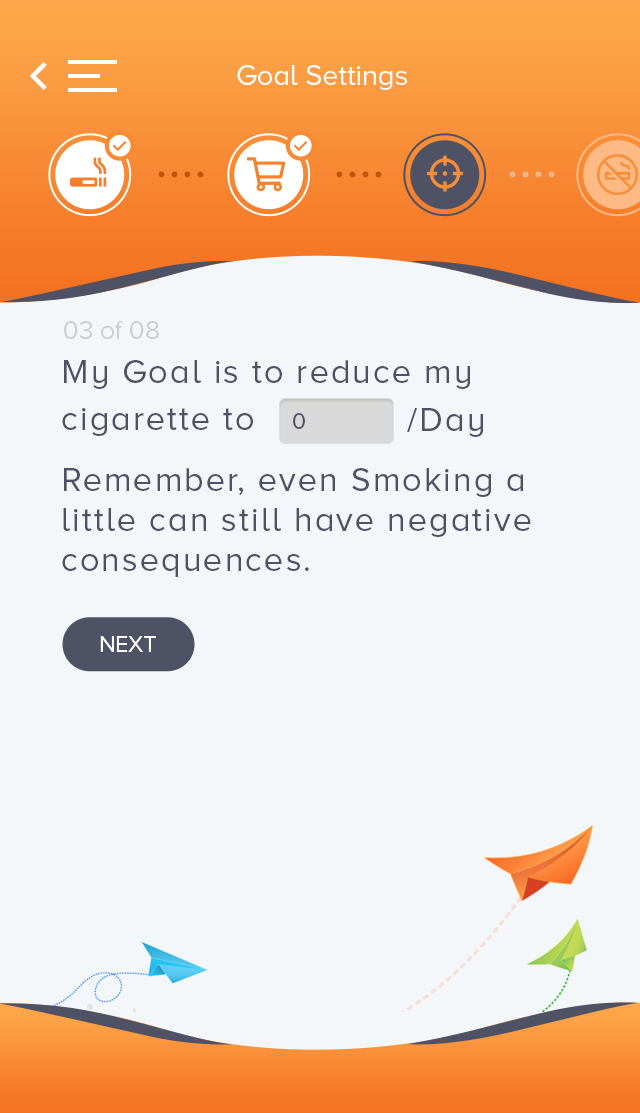 Goal Settings
03 of 08
My Goal is to reduce my
cigarette to 0 /Day
Remember, even Smoking a
little can still have negative
consequences.
NEXT